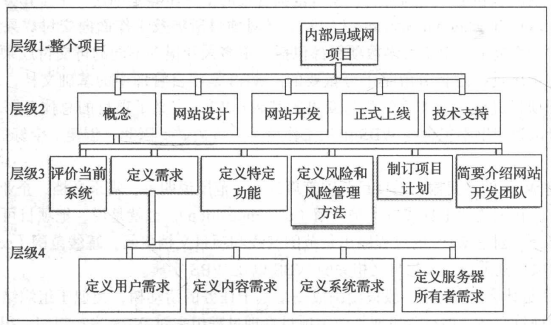 内部局域网
项目
层级1-整个项目
层级2
概念
网站设计
网站开发
正式上线
技术支持
层级3
评价当前
系统
定义需求
定义特定
功能
定义风险和
风险管理
方法
制订项目
计划
简要介绍网站
开发团队
层级4
定义用户需求
定义内容需求
定义系统需求
定义服务器
所有者需求